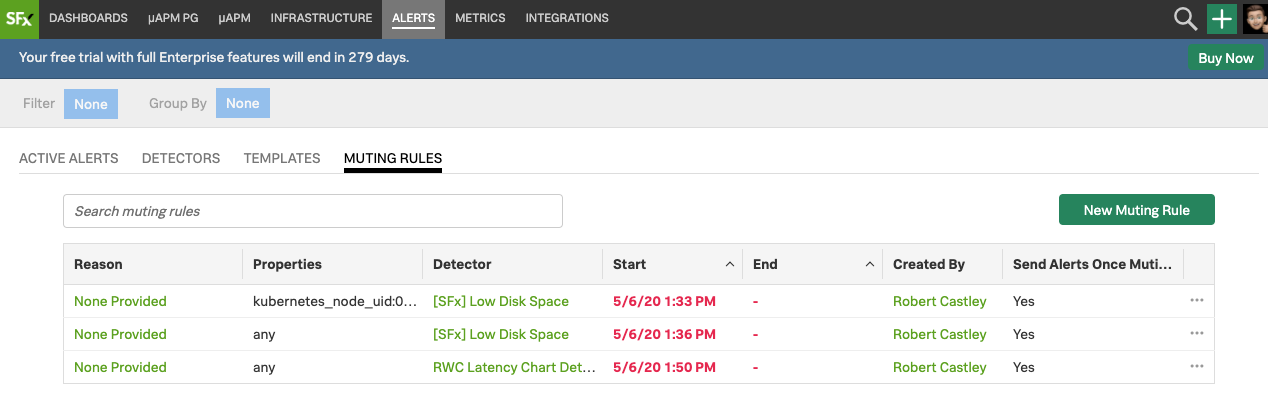 SFx DASHBOARDS µAPM PG µAPM INFRASTRUCTURE ALERTS METRICS INTEGRATIONS
Your free trial with full Enterprise features will end in 279 days. Buy Now
Filter None Group By None
ACTIVE ALERTS DETECTORS TEMPLATES MUTING RULES
Search muting rules New Muting Rule
Reason Properties Detector Start End Created By Send Alerts Once Muti...
None Provided kubernetes_node_uid:0... [SFx] Low Disk Space 5/6/20 1:33 PM - Robert Castley Yes ...
None Provided any [SFx] Low Disk Space 5/6/20 1:36 PM - Robert Castley Yes ...
None Provided any RWC Latency Chart Det... 5/6/20 1:50 PM - Robert Castley Yes ...